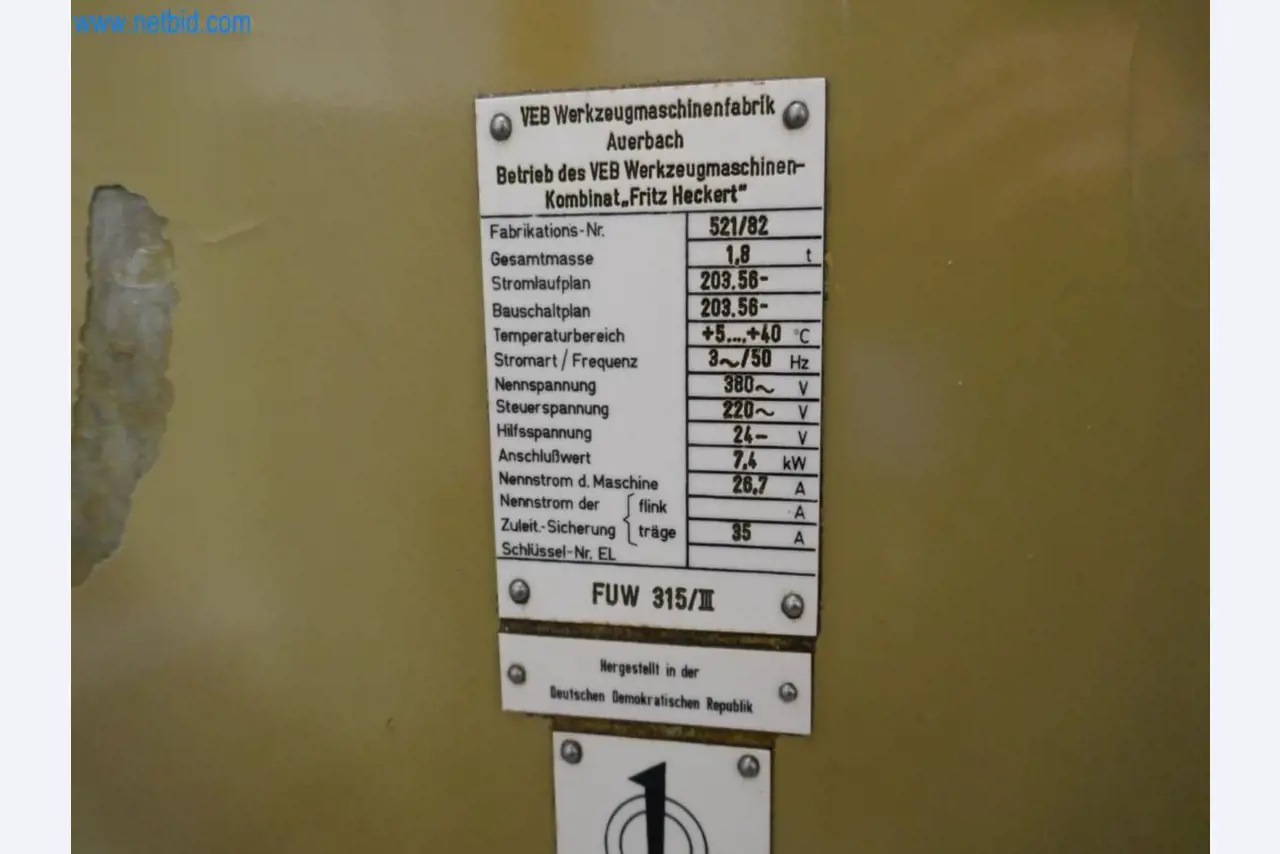 www.netbid.com
VEB Werkzeugmaschinenfabrik
Auerbach
Betrieb des VEB Werkzeugmaschinen-
Kombinat „Fritz Heckert“
Fabrikations-Nr. 521/82
Gesamtmasse 1,8 t
Stromlaufplan 203.56-
Bauschaltplan 203.56-
Temperaturbereich +5...+40 °C
Stromart/Frequenz 3~/50 Hz
Nennspannung 380~ V
Steuerspannung 220~ V
Hilfsspannung 24- V
Anschlußwert 7,4 kW
Nennstrom d. Maschine 26,7 A
Nennstrom der flink A
Zuleit.-Sicherung träge 35 A
Schlüssel-Nr. EL
FUW 315/III
Hergestellt in der
Deutschen Demokratischen Republik
1